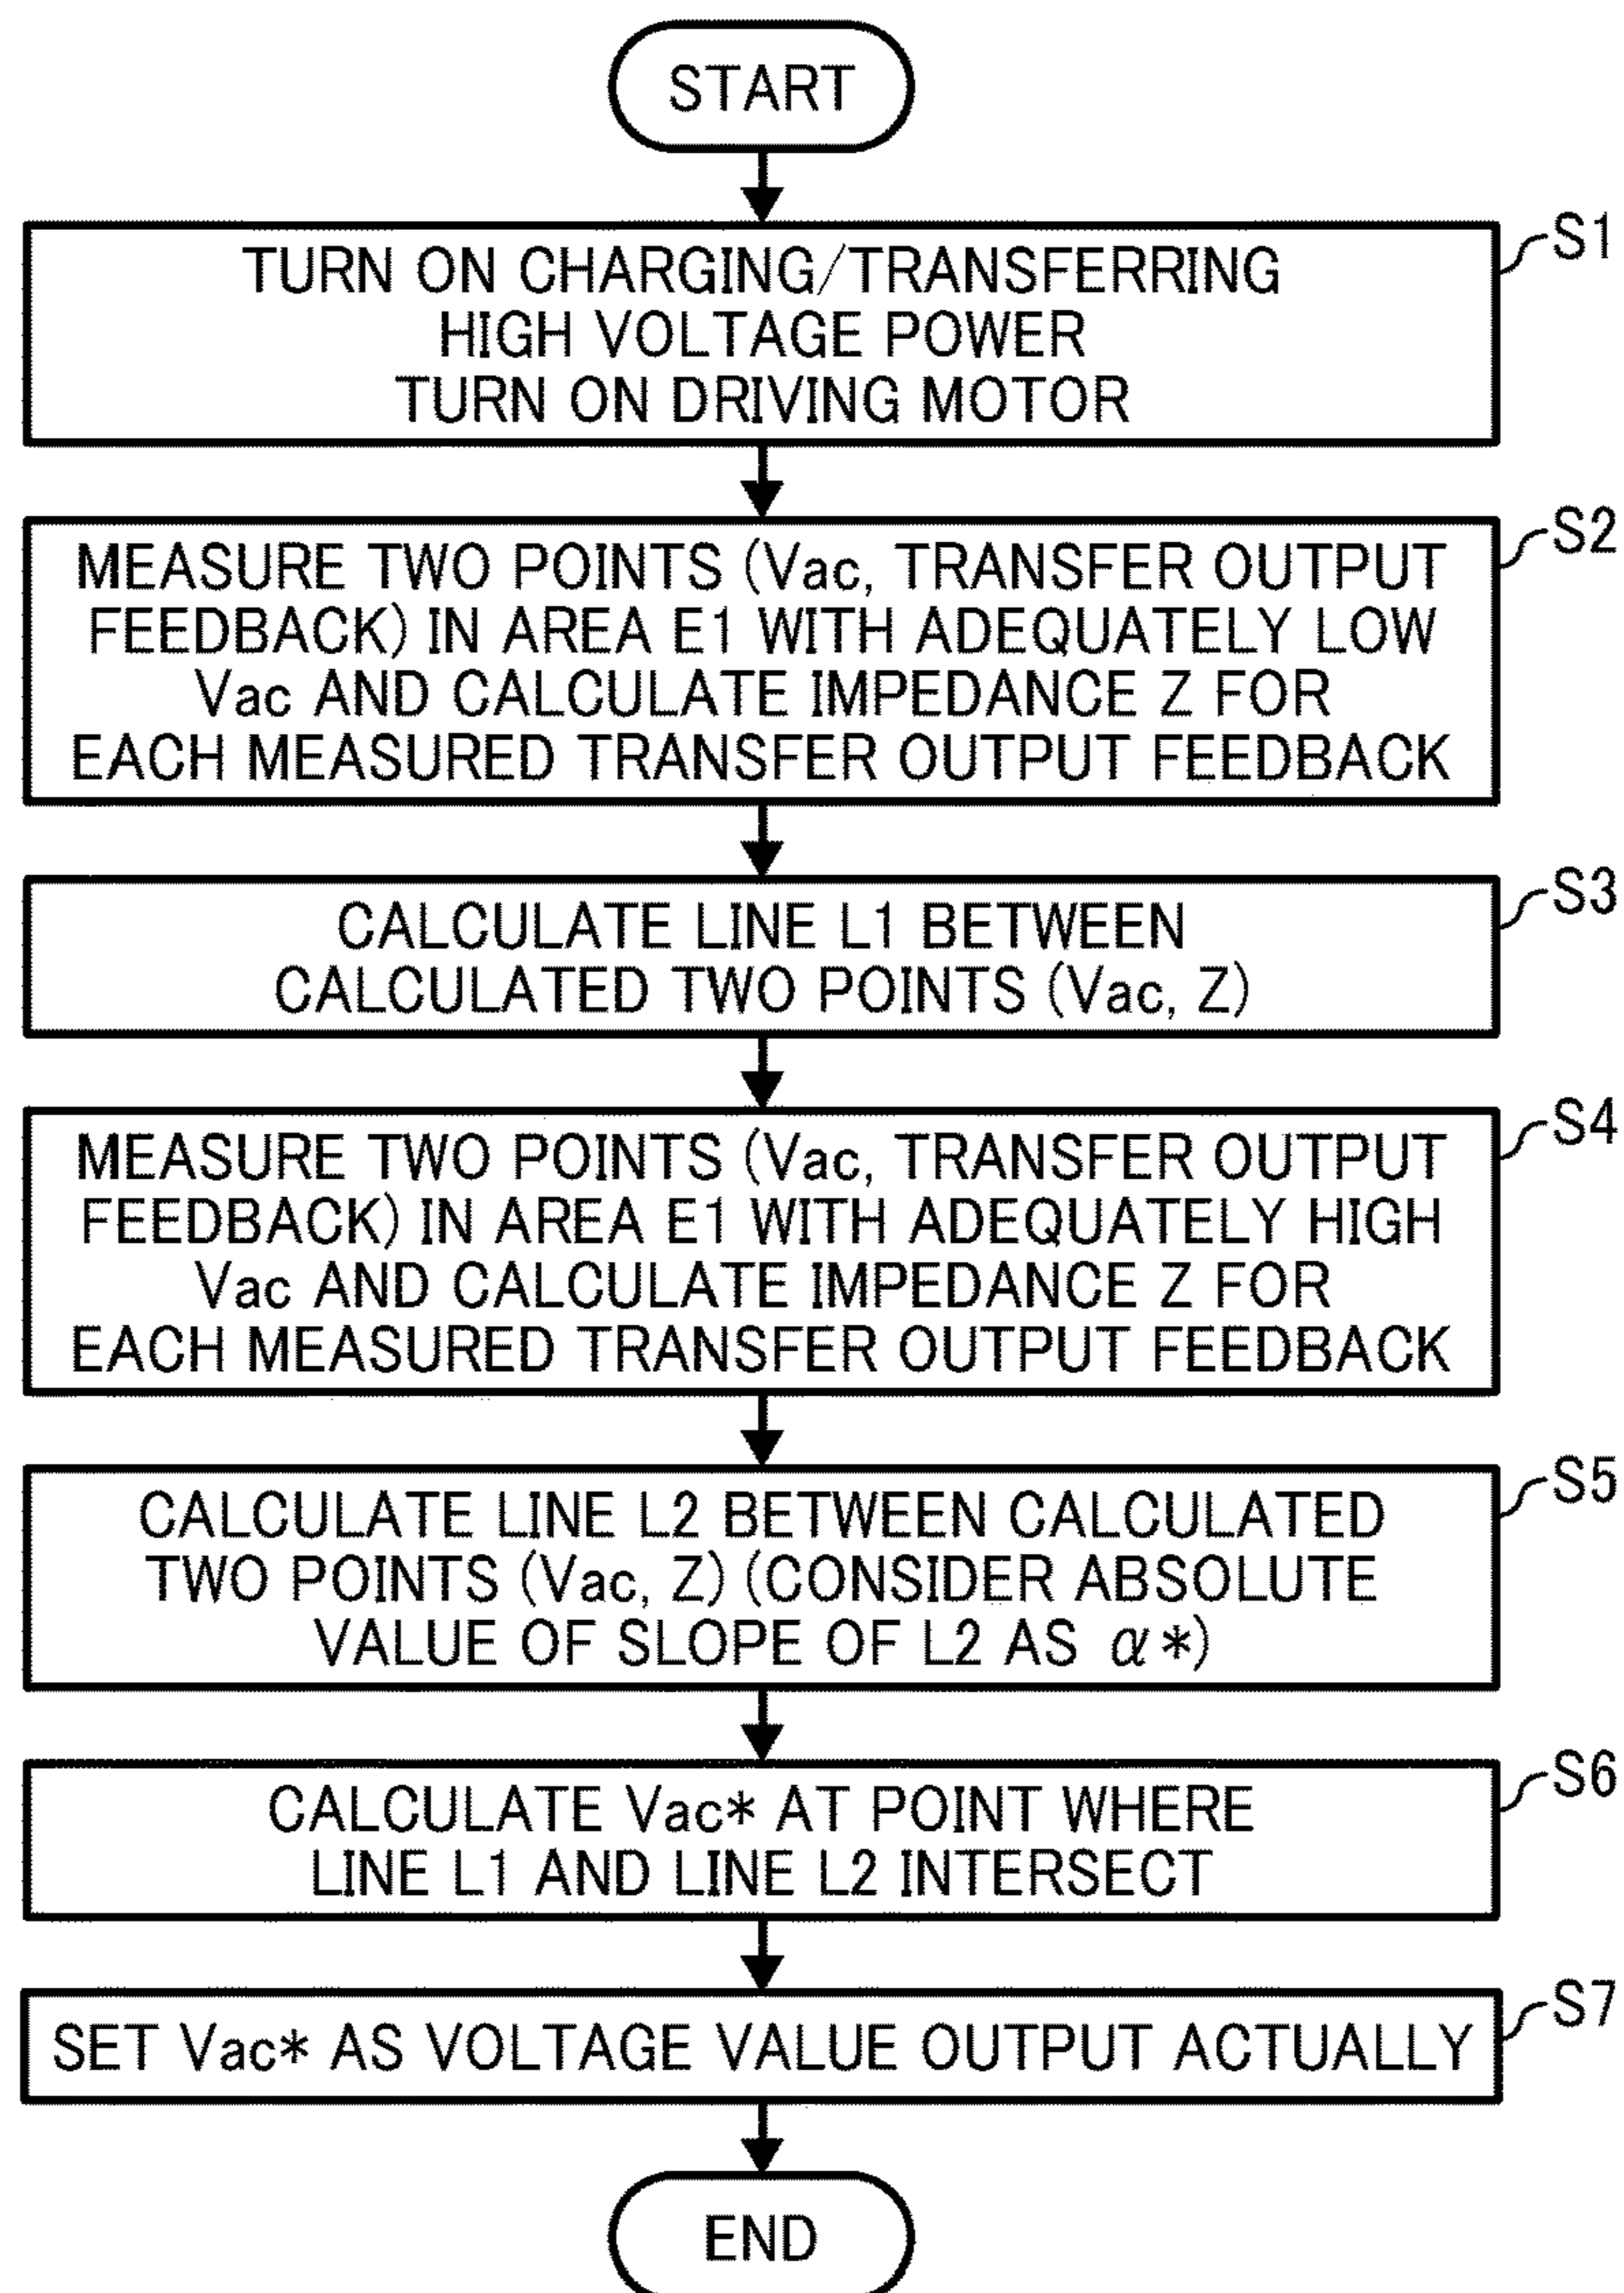 START
S1
TURN ON CHARGING/TRANSFERRING
HIGH VOLTAGE POWER
TURN ON DRIVING MOTOR
S2
MEASURE TWO POINTS (Vac, TRANSFER OUTPUT
FEEDBACK) IN AREA E1 WITH ADEQUATELY LOW
Vac AND CALCULATE IMPEDANCE Z FOR
EACH MEASURED TRANSFER OUTPUT FEEDBACK
S3
CALCULATE LINE L1 BETWEEN
CALCULATED TWO POINTS (Vac, Z)
S4
MEASURE TWO POINTS (Vac, TRANSFER OUTPUT
FEEDBACK) IN AREA E1 WITH ADEQUATELY HIGH
Vac AND CALCULATE IMPEDANCE Z FOR
EACH MEASURED TRANSFER OUTPUT FEEDBACK
S5
CALCULATE LINE L2 BETWEEN CALCULATED
TWO POINTS (Vac, Z) (CONSIDER ABSOLUTE
VALUE OF SLOPE OF L2 AS α*)
S6
CALCULATE Vac* AT POINT WHERE
LINE L1 AND LINE L2 INTERSECT
S7
SET Vac* AS VOLTAGE VALUE OUTPUT ACTUALLY
END